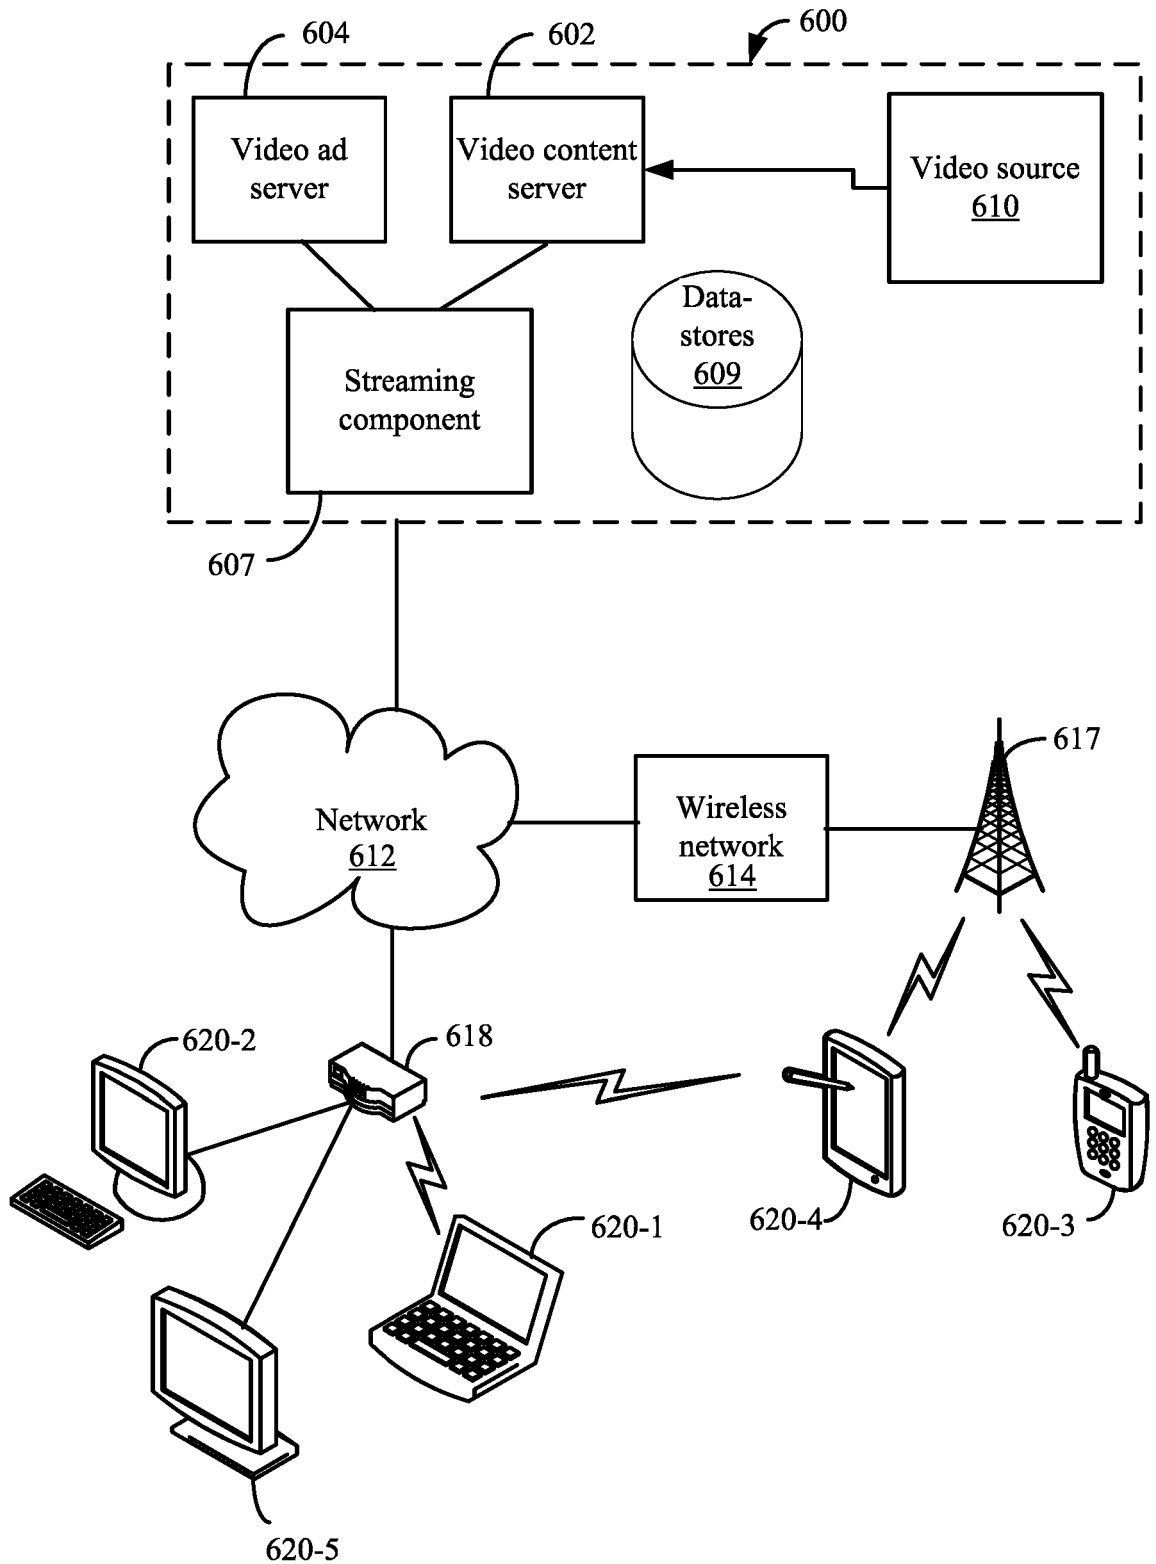 604
602
600
Video ad
server
Video content
server
Video source
610
Data-
stores
609
Streaming
component
607
617
Network
612
Wireless
network
614
620-2
618
620-4
620-3
620-1
620-5